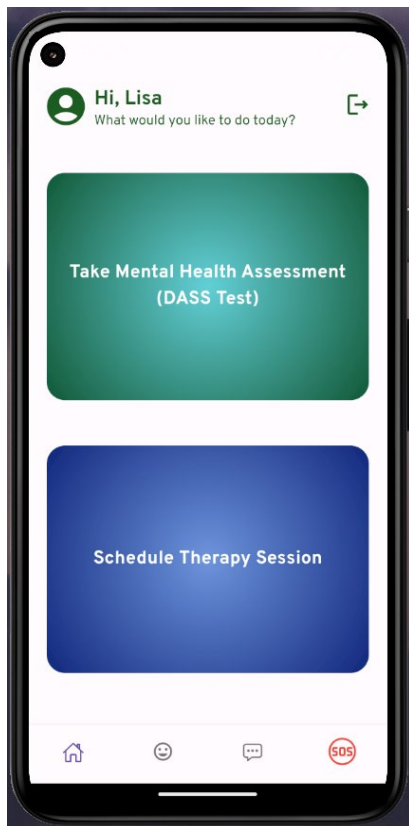 Hi, Lisa
What would you like to do today?
Take Mental Health Assessment
(DASS Test)
Schedule Therapy Session
SOS